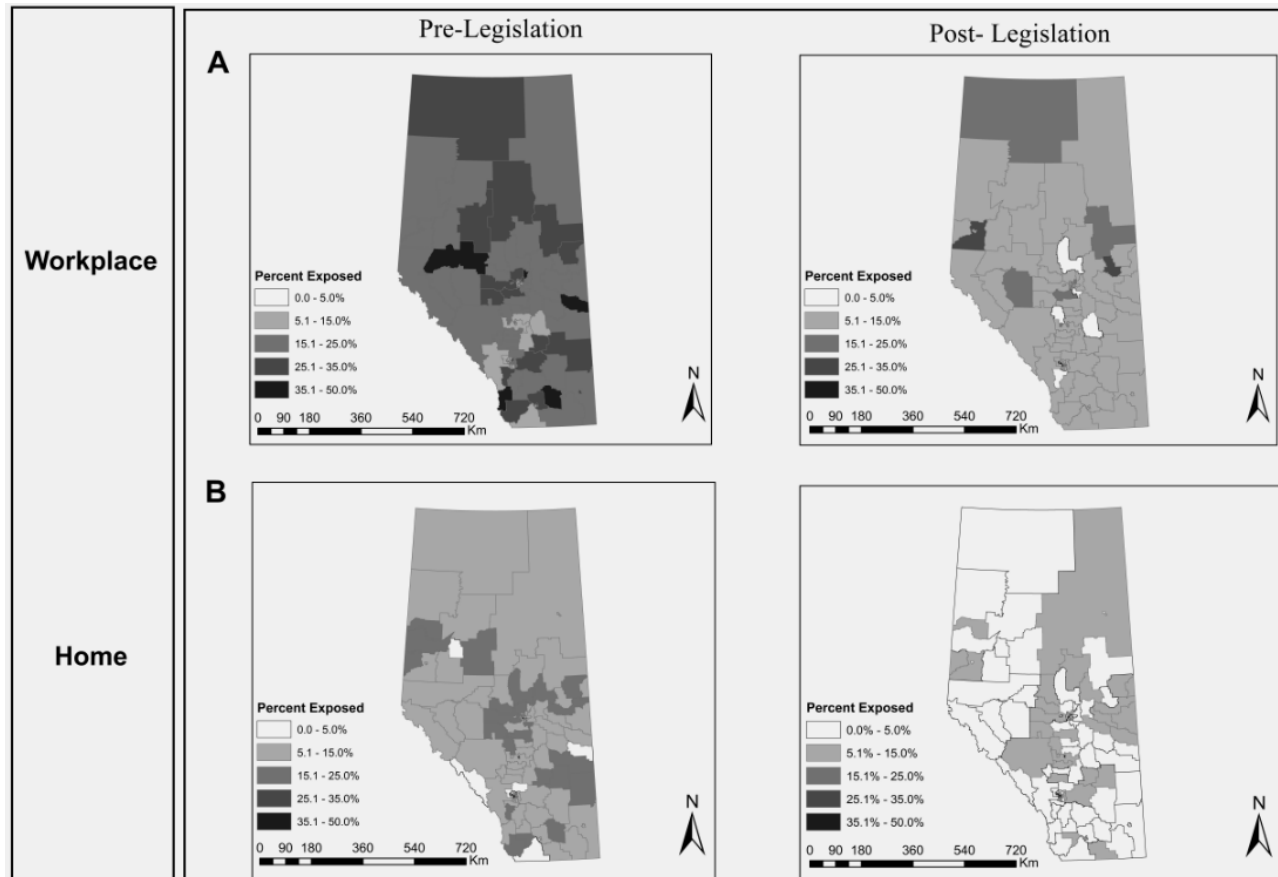 Pre-Legislation
Post- Legislation
A
Workplace
Percent Exposed
0.0 - 5.0%
5.1 - 15.0%
15.1 - 25.0%
25.1 - 35.0%
35.1 - 50.0%
N
0 90 180 360 540 720
Km
Percent Exposed
0.0 - 5.0%
5.1 - 15.0%
15.1 - 25.0%
25.1 - 35.0%
35.1 - 50.0%
N
0 90 180 360 540 720
Km
B
Home
Percent Exposed
0.0 - 5.0%
5.1 - 15.0%
15.1 - 25.0%
25.1 - 35.0%
35.1 - 50.0%
N
0 90 180 360 540 720
Km
Percent Exposed
0.0% - 5.0%
5.1% - 15.0%
15.1% - 25.0%
25.1% - 35.0%
35.1% - 50.0%
N
0 90 180 360 540 720
Km